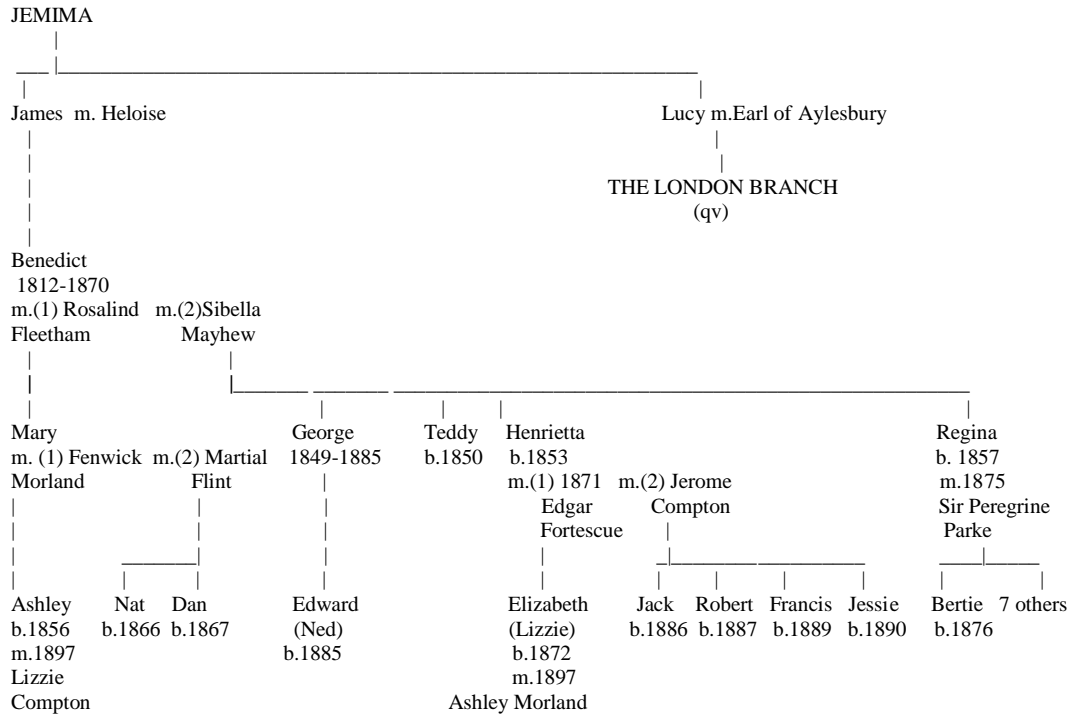 JEMIMA
James m. Heloise Lucy m.Earl of Aylesbury
THE LONDON BRANCH
(qv)
Benedict
1812-1870
m.(1) Rosalind m.(2)Sibella
Fleetham Mayhew
Mary George Teddy Henrietta Regina
m. (1) Fenwick m.(2) Martial 1849-1885 b.1850 b.1853 b. 1857
Morland Flint m.(1) 1871 m.(2) Jerome m.1875
Edgar Compton Sir Peregrine
Fortescue Parke
Ashley Nat Dan Edward Elizabeth Jack Robert Francis Jessie Bertie 7 others
b.1856 b.1866 b.1867 (Ned) (Lizzie) b.1886 b.1887 b.1889 b.1890 b.1876
m.1897 b.1885 b.1872
Lizzie m.1897
Compton Ashley Morland